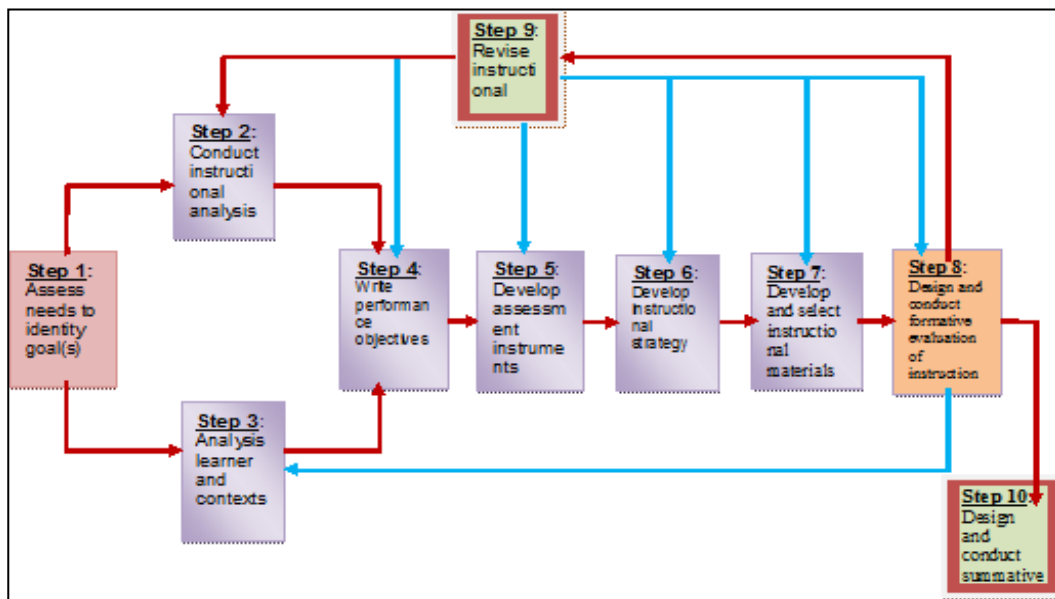 Step 9:
Revise
instructi
onal
Step 2:
Conduct
instructi
onal
analysis
Step 1:
Assess
needs to
identity
goal(s)
Step 4:
Write
performan
ce
objectives
Step 5:
Develop
assessm
ent
instrume
nts
Step 6:
Develop
Instructio
nal
strategy
Step 7:
Develop
and select
instructio
nal
materials
Step 8:
Design and
conduct
formative
evaluation
of
instruction
Step 3:
Analysis
learner
and
contexts
Step 10:
Design
and
conduct
summative